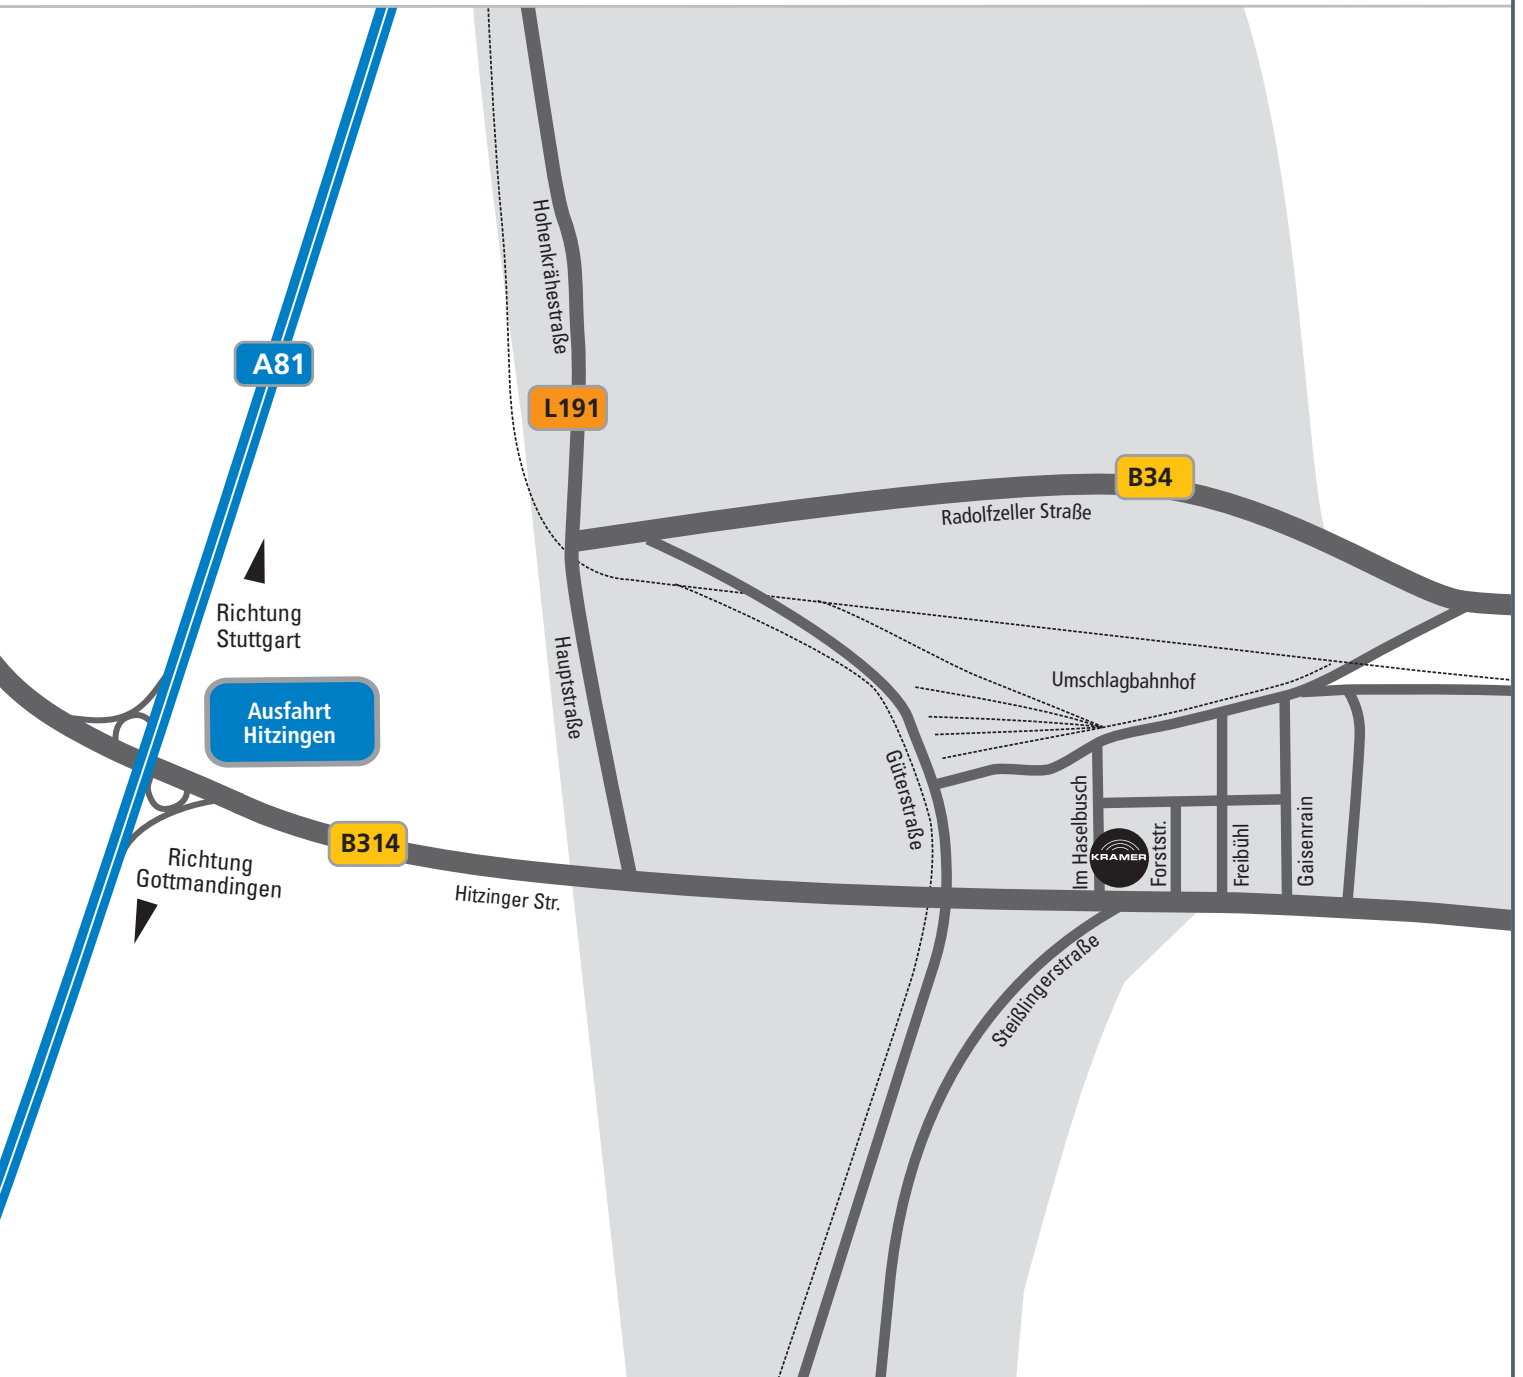 Hohenkrähestraße
A81
L191
B34
Radolfzeller Straße
Richtung
Stuttgart
Hauptstraße
Umschlagbahnhof
Ausfahrt
Hitzingen
Güterstraße
Im Haselbusch
KRAMER
Forststr.
Freibühl
Gaisenrain
B314
Richtung
Gottmandingen
Hitzinger Str.
Steißlingerstraße